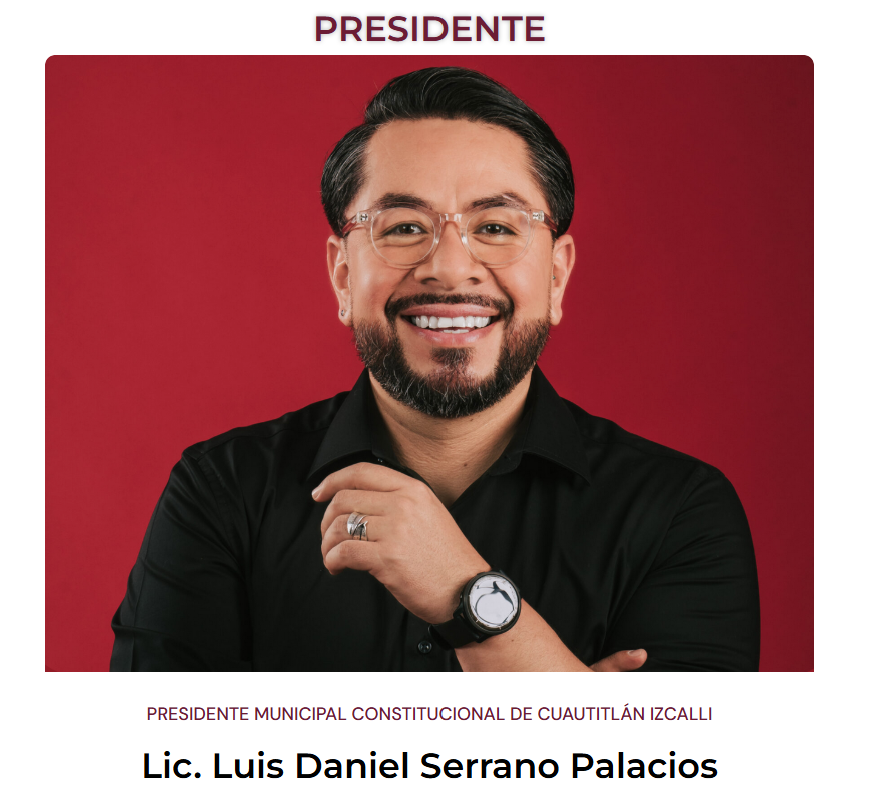 PRESIDENTE
PRESIDENTE MUNICIPAL CONSTITUCIONAL DE CUAUTITLÁN IZCALLI
Lic. Luis Daniel Serrano Palacios